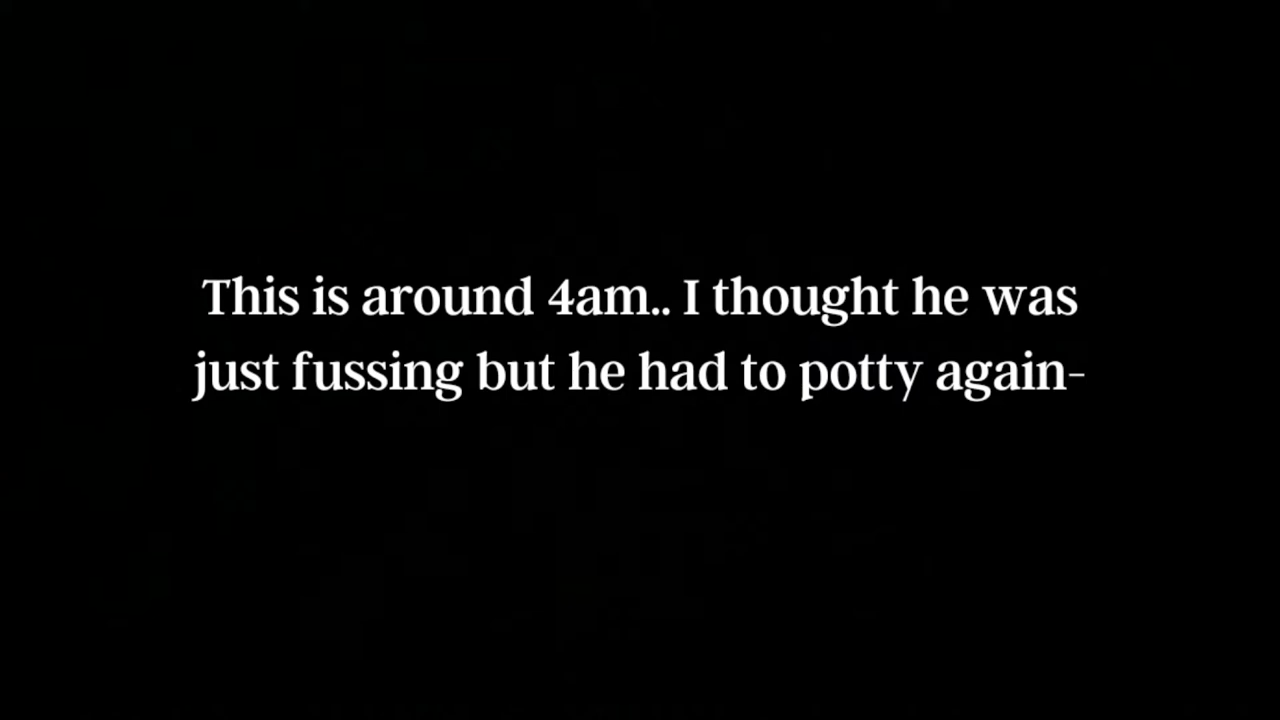 This is around 4am.. I thought he was
just fussing but he had to potty again-